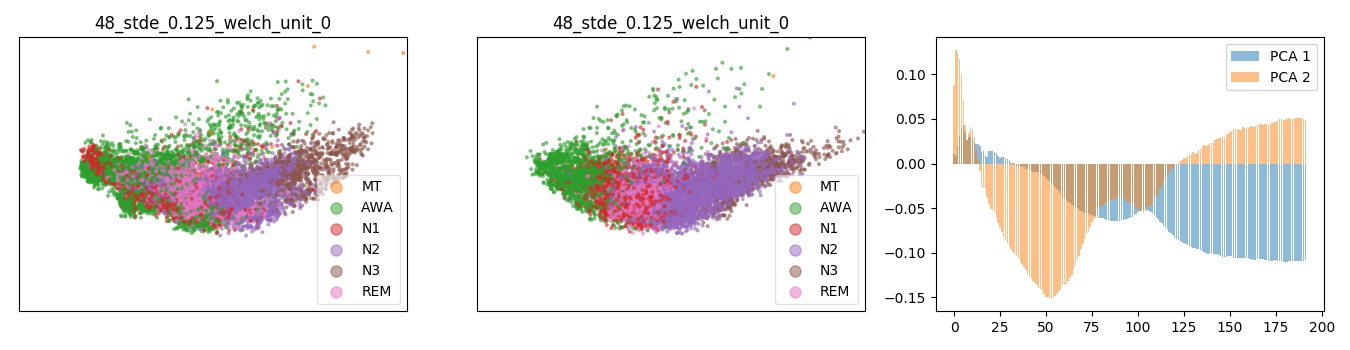 48_stde_0.125_welch_unit_0
MT
AWA
N1
N2
N3
REM
48_stde_0.125_welch_unit_0
MT
AWA
N1
N2
N3
REM
PCA 1
PCA 2
0.10
0.05
0.00
−0.05
−0.10
−0.15
0 25 50 75 100 125 150 175 200